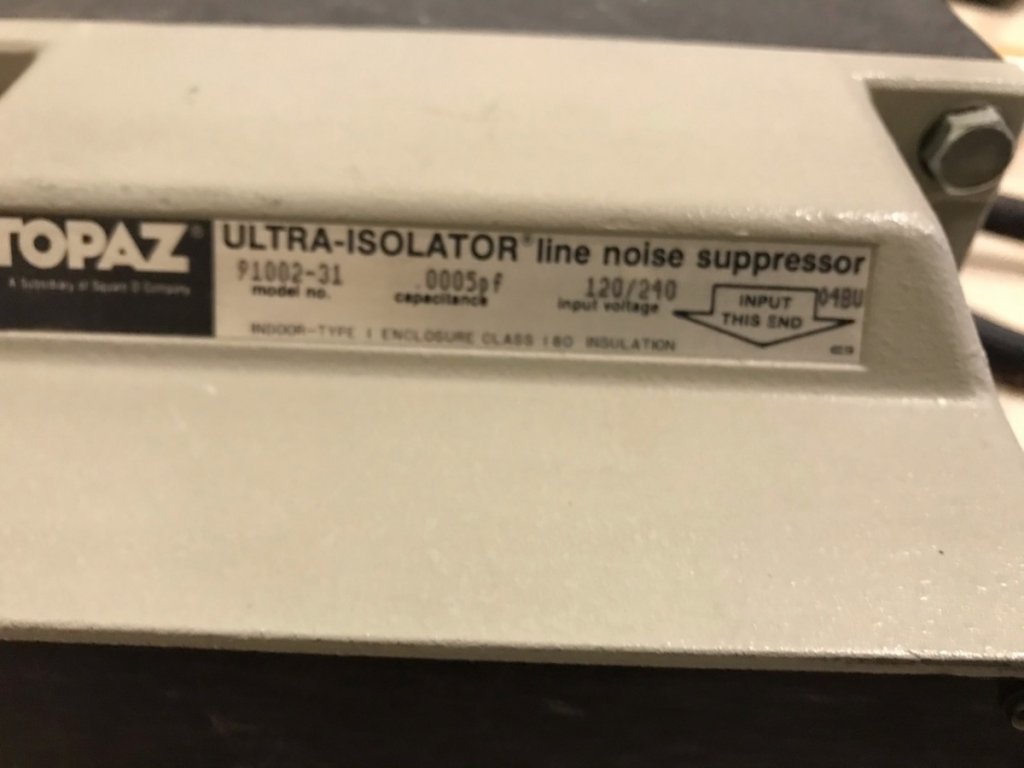 TOPAZ®
A Subsidiary of Square D Company
ULTRA-ISOLATOR® line noise suppressor
91002-31 .0005pf 120/240 04BU
model no. capacitance input voltage
INPUT
THIS END
INDOOR-TYPE 1 ENCLOSURE CLASS 180 INSULATION